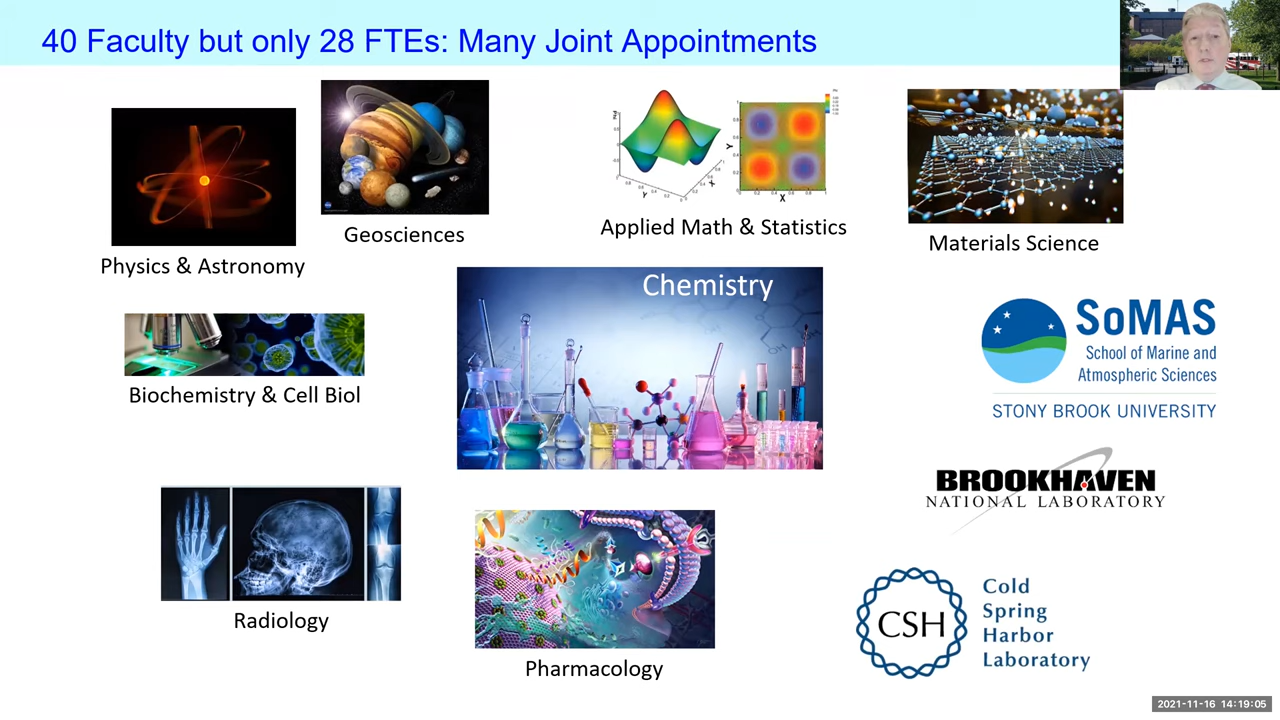 40 Faculty but only 28 FTEs: Many Joint Appointments
Physics & Astronomy
Geosciences
Applied Math & Statistics
Materials Science
Chemistry
Biochemistry & Cell Biol
SoMAS
School of Marine and
Atmospheric Sciences
STONY BROOK UNIVERSITY
BROOKHAVEN
NATIONAL LABORATORY
Radiology
Pharmacology
CSH
Cold
Spring
Harbor
Laboratory
2021-11-16 14:19:05